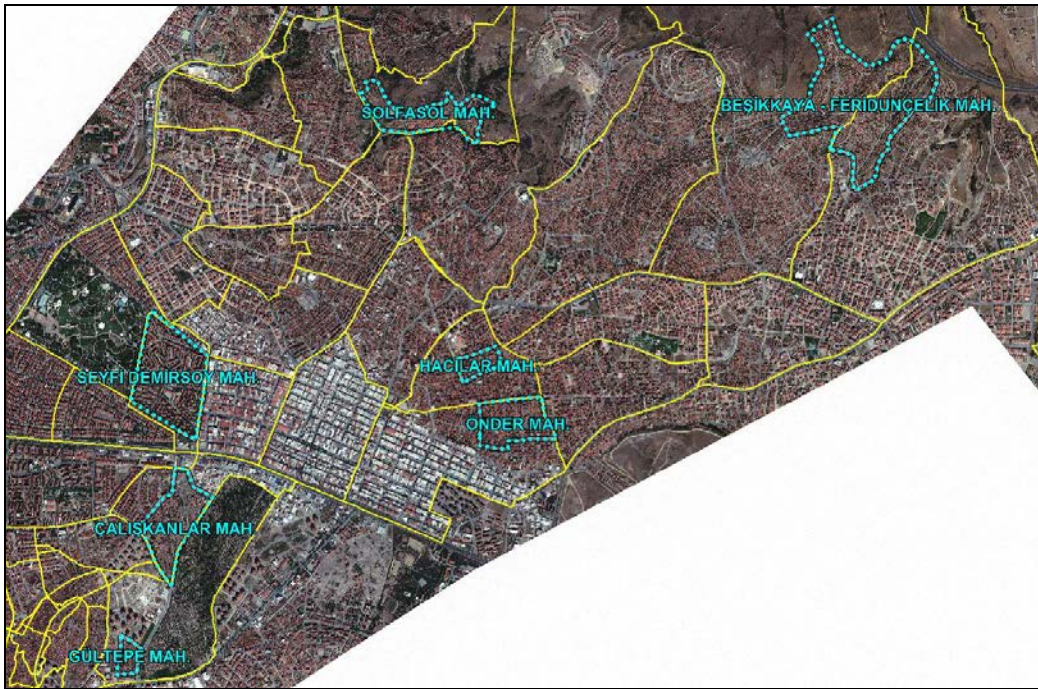 SOLFASOL MAH.
BEŞİKKAYA - FERİDUNÇELİK MAH.
HACILAR MAH.
SEYFİ DEMİRSOY MAH.
ÖNDER MAH.
ÇALIŞKANLAR MAH
GÜLTEPE MAH.